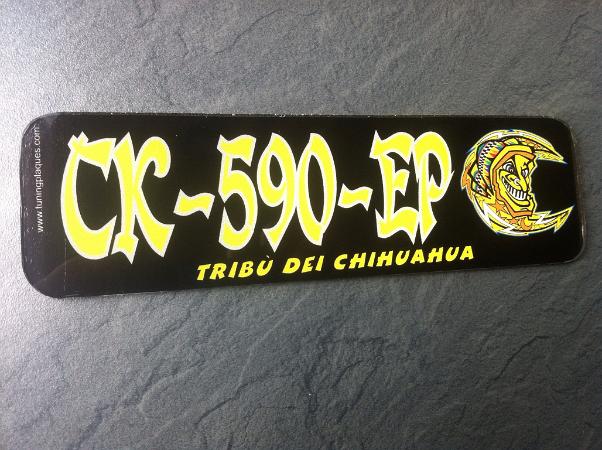 www.tuningplaques.com
CK-590-EP
TRIBÙ DEI CHIHUAHUA